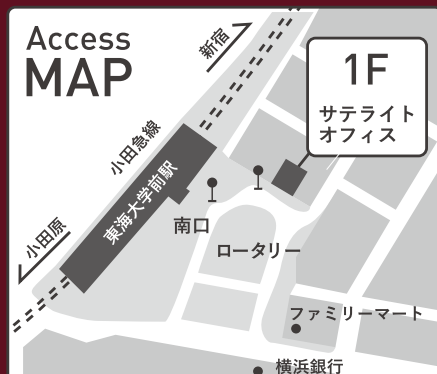 Access
MAP
新宿
1F
サテライト
オフィス
小田急線
東海大学前駅
小田原
南口
ロータリー
ファミリーマート
横浜銀行